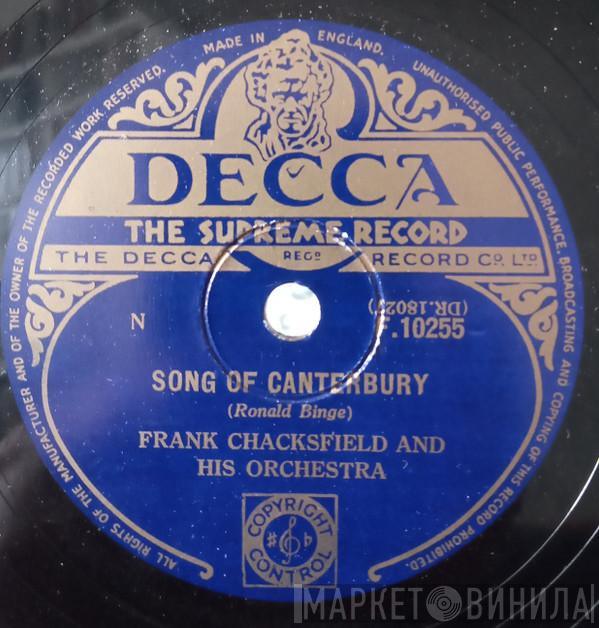 MADE IN ENGLAND.
ALL RIGHTS OF THE MANUFACTURER AND OF THE OWNER OF THE RECORDED WORK RESERVED.
UNAUTHORISED PUBLIC PERFORMANCE, BROADCASTING AND COPYING OF THIS RECORD PROHIBITED.
DECCA
THE SUPREME RECORD
THE DECCA REGD RECORD CO. LTD.
N
.10255
SONG OF CANTERBURY
(Ronald Binge)
FRANK CHACKSFIELD AND
HIS ORCHESTRA
COPYRIGHT
CONTROL
МАРКЕТ ВИНИЛА